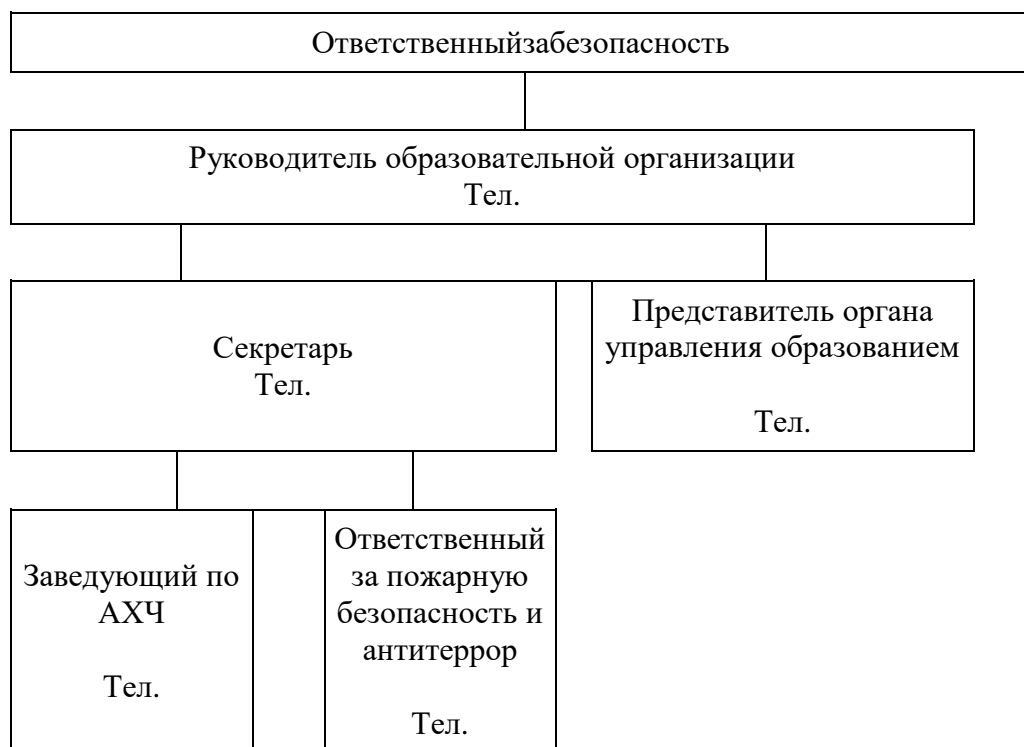 Ответственныйзабезопасность
Руководитель образовательной организации
Тел.
Секретарь
Тел.
Представитель органа
управления образованием
Тел.
Заведующий по
АХЧ
Тел.
Ответственный
за пожарную
безопасность и
антитеррор
Тел.